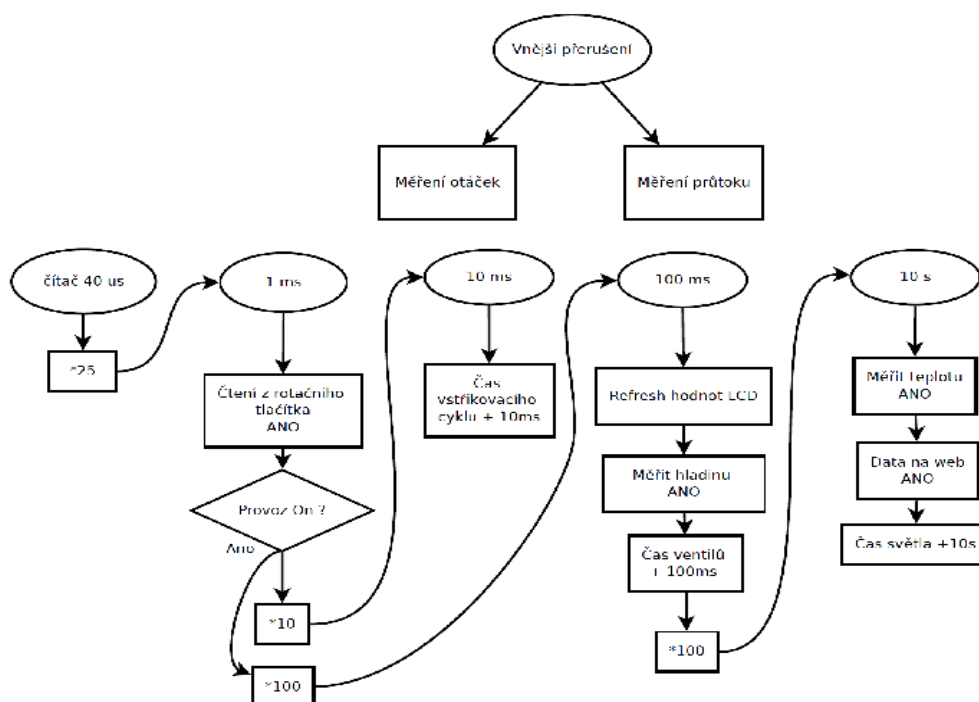 Vnější přerušení
Měření otáček
Měření průtoku
čítač 40 us
*25
1 ms
Čtení z rotačního
tlačítka
ANO
Provoz On ?
Ano
*10
*100
10 ms
Čas
vstřikovacího
cyklu + 10ms
100 ms
Refresh hodnot LCD
Měřit hladinu
ANO
Čas ventilů
+ 100ms
*100
10 s
Měřit teplotu
ANO
Data na web
ANO
Čas světla +10s